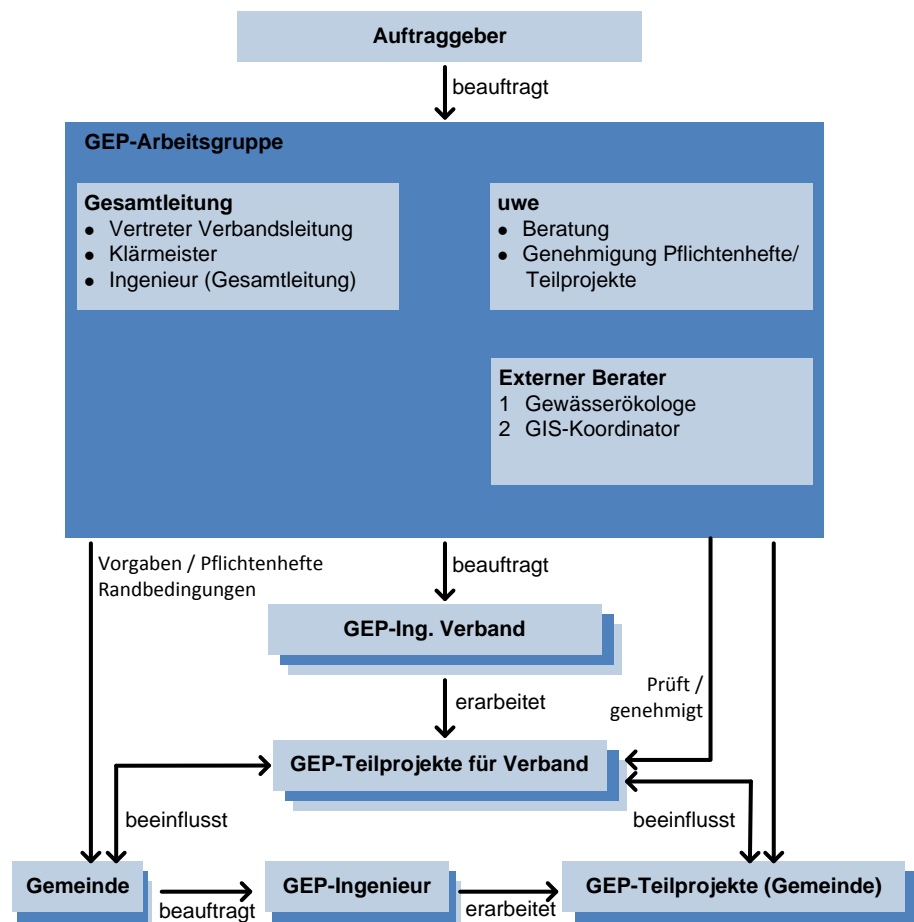 Auftraggeber
beauftragt
GEP-Arbeitsgruppe
Gesamtleitung
● Vertreter Verbandsleitung
● Klärmeister
● Ingenieur (Gesamtleitung)
uwe
● Beratung
● Genehmigung Pflichtenhefte/
Teilprojekte
Externer Berater
1 Gewässerökologe
2 GIS-Koordinator
Vorgaben / Pflichtenhefte
Randbedingungen
beauftragt
GEP-Ing. Verband
erarbeitet
Prüft /
genehmigt
GEP-Teilprojekte für Verband
beeinflusst
beeinflusst
Gemeinde
beauftragt
GEP-Ingenieur
erarbeitet
GEP-Teilprojekte (Gemeinde)